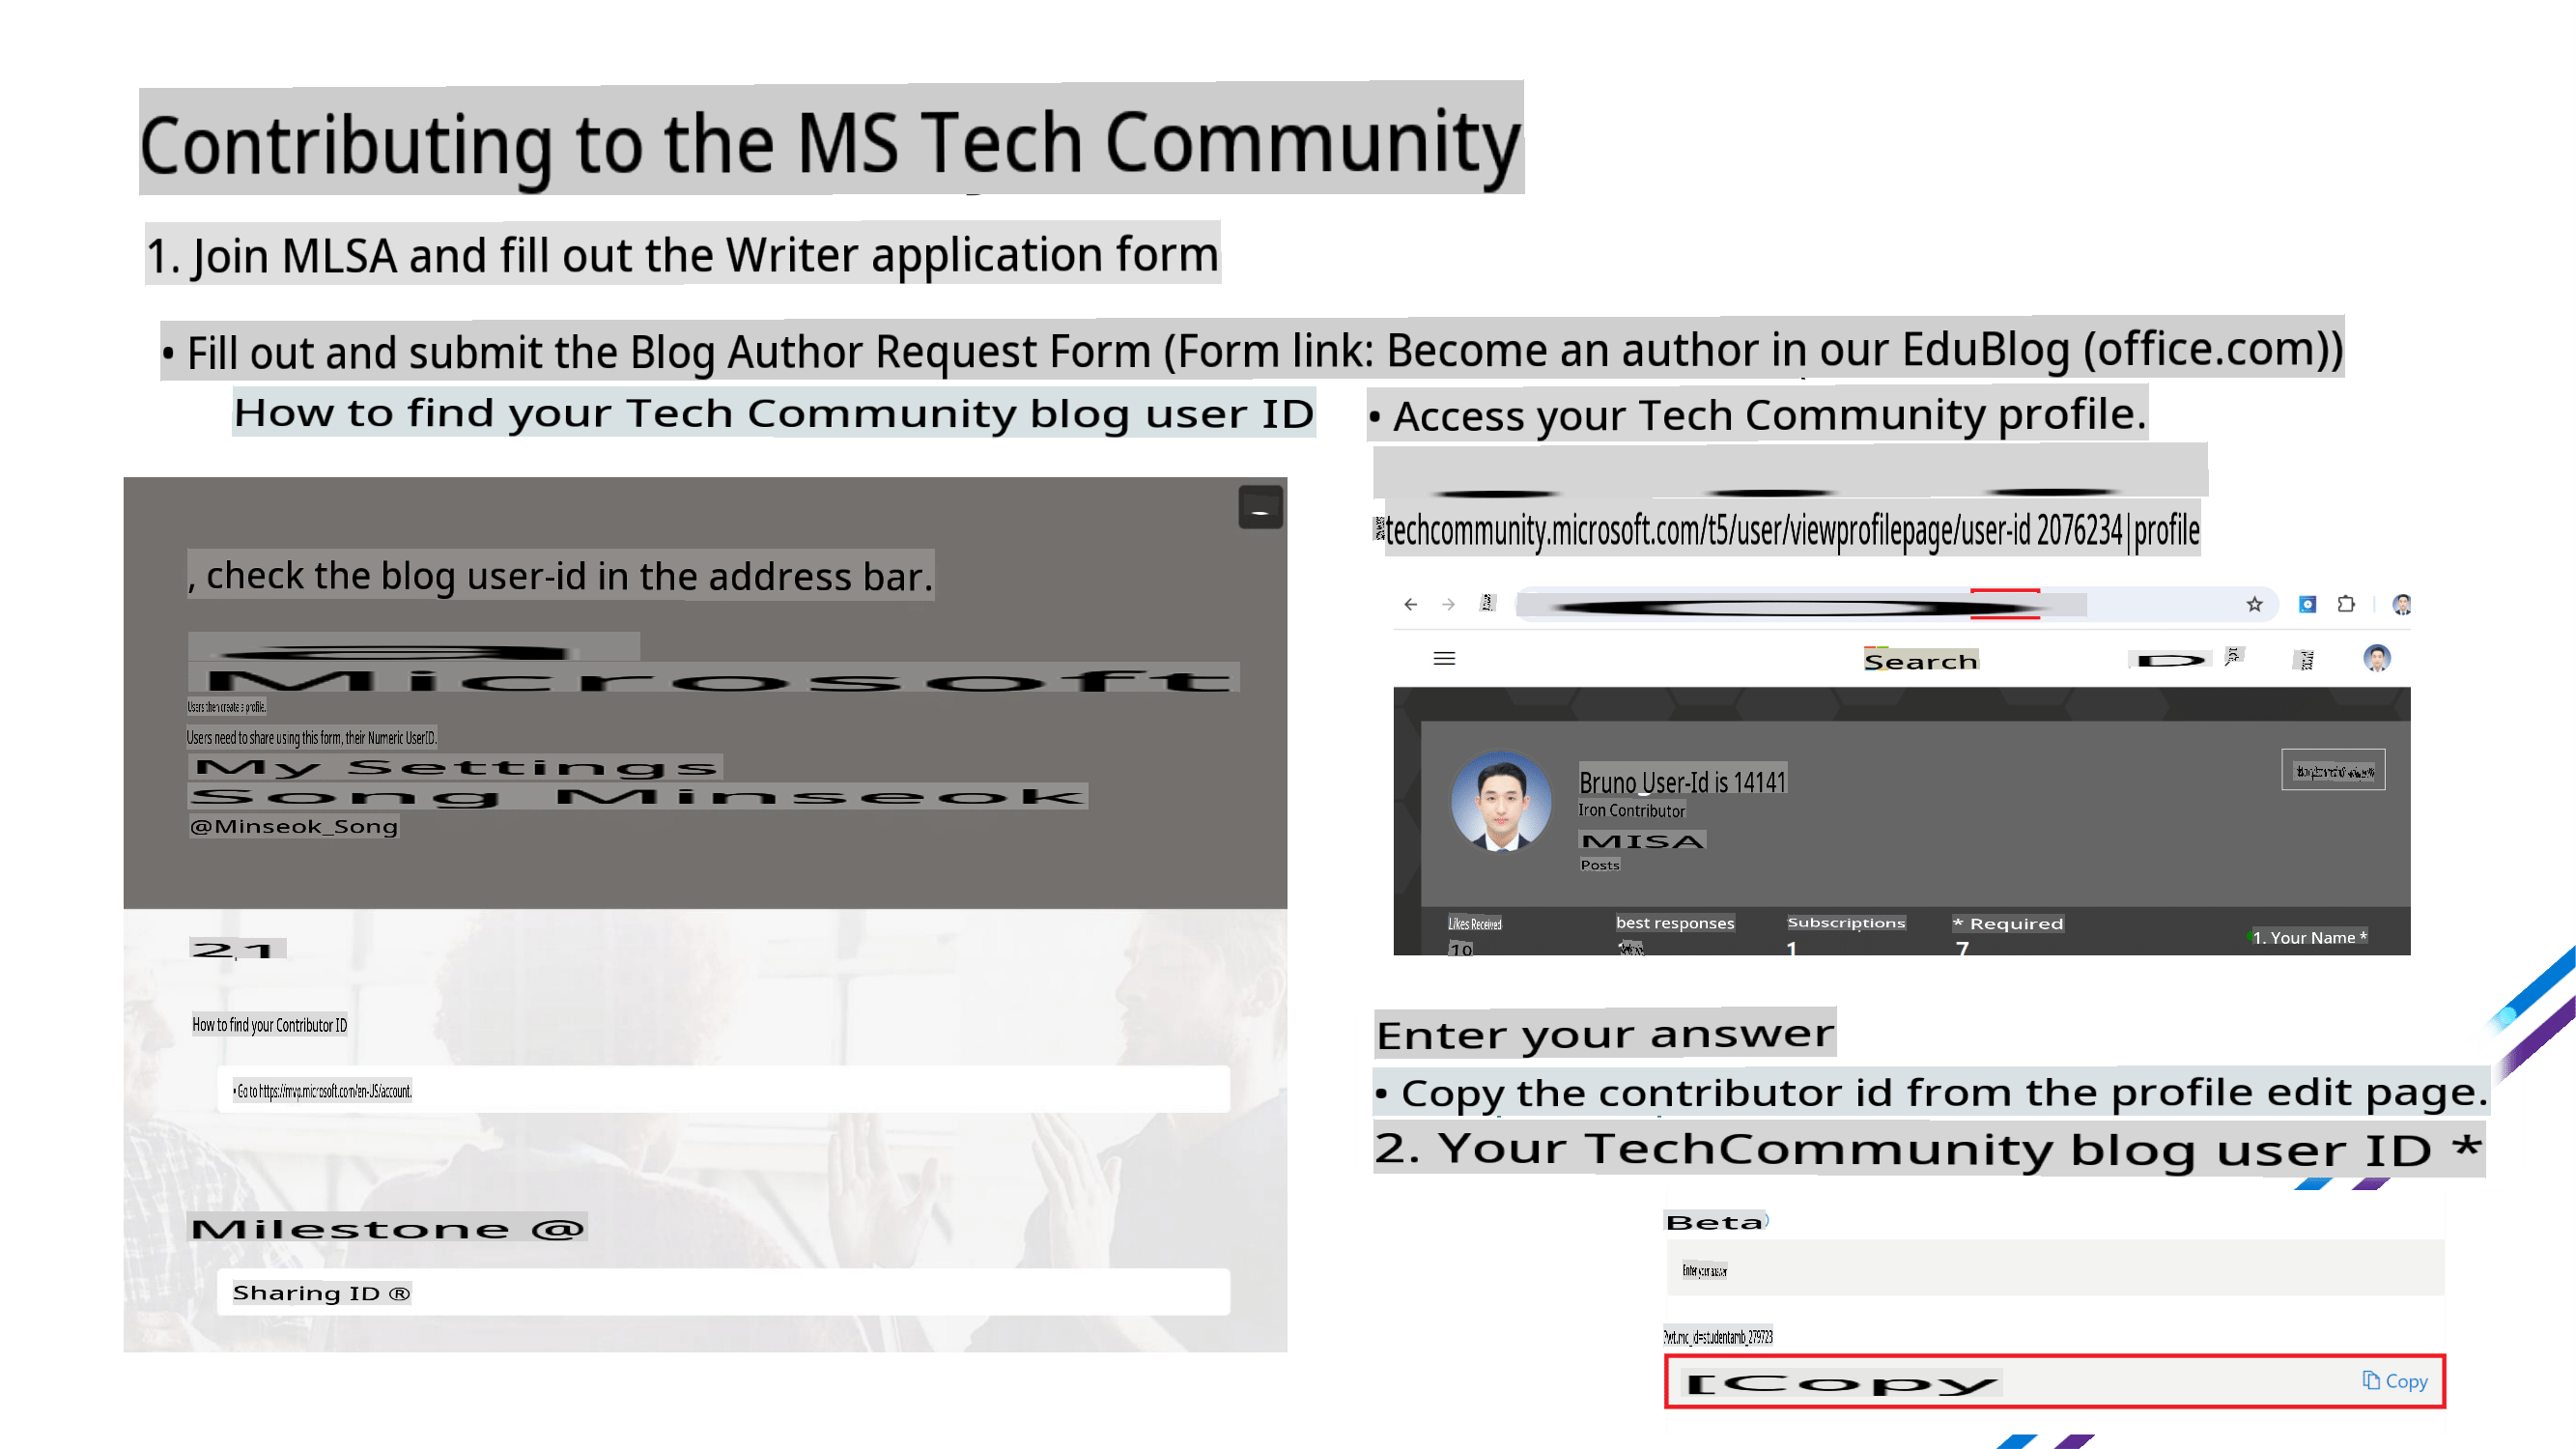 Contributing to the MS Tech Community
1. Join MLSA and fill out the Writer application form
• Fill out and submit the Blog Author Request Form (Form link: Become an author in our EduBlog (office.com))
How to find your Tech Community blog user ID
, check the blog user-id in the address bar.
Microsoft
Users then create a profile.
Users need to share using this form, their Numeric UserID.
My Settings
Song Minseok
@Minseok_Song
21
How to find your Contributor ID
• Go to https://mvp.microsoft.com/en-US/account.
Milestone @
Sharing ID ®
• Access your Tech Community profile.
techcommunity.microsoft.com/t5/user/viewprofilepage/user-id 2076234|profile
Search
D
Bruno User-Id is 14141
Iron Contributor
MISA
Posts
Likes Received best responses Subscriptions * Required
1. Your Name *
10 1 7
Enter your answer
• Copy the contributor id from the profile edit page.
2. Your TechCommunity blog user ID *
Beta
Enter your answer
?wt.mc_id=studentamb_279723
[Copy Copy